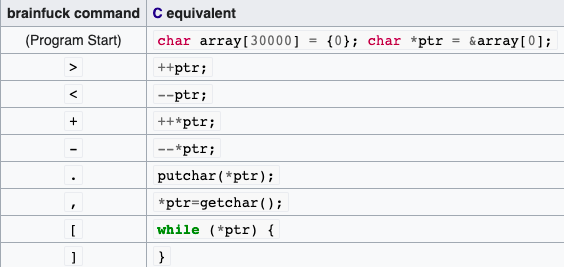 brainfuck command C equivalent
(Program Start) char array[30000] = {0}; char *ptr = &array[0];
> ++ptr;
< --ptr;
+ ++*ptr;
- --*ptr;
. putchar(*ptr);
, *ptr=getchar();
[ while (*ptr) {
] }